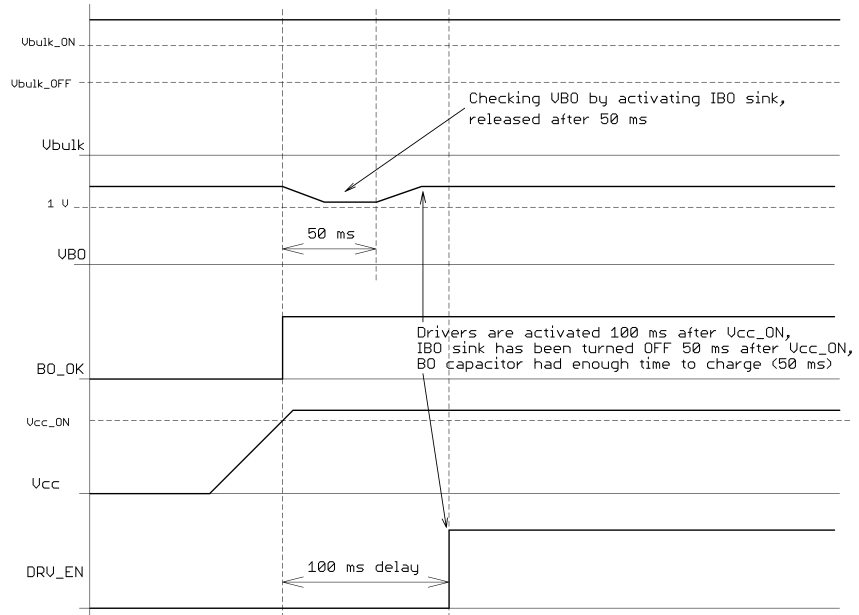 Vbulk_ON
Vbulk_OFF
Checking VBO by activating IBO sink,
released after 50 ms
Vbulk
1 V
50 ms
VBO
Drivers are activated 100 ms after Vcc_ON,
IBO sink has been turned OFF 50 ms after Vcc_ON,
BO capacitor had enough time to charge (50 ms)
BO_OK
Vcc_ON
Vcc
100 ms delay
DRV_EN